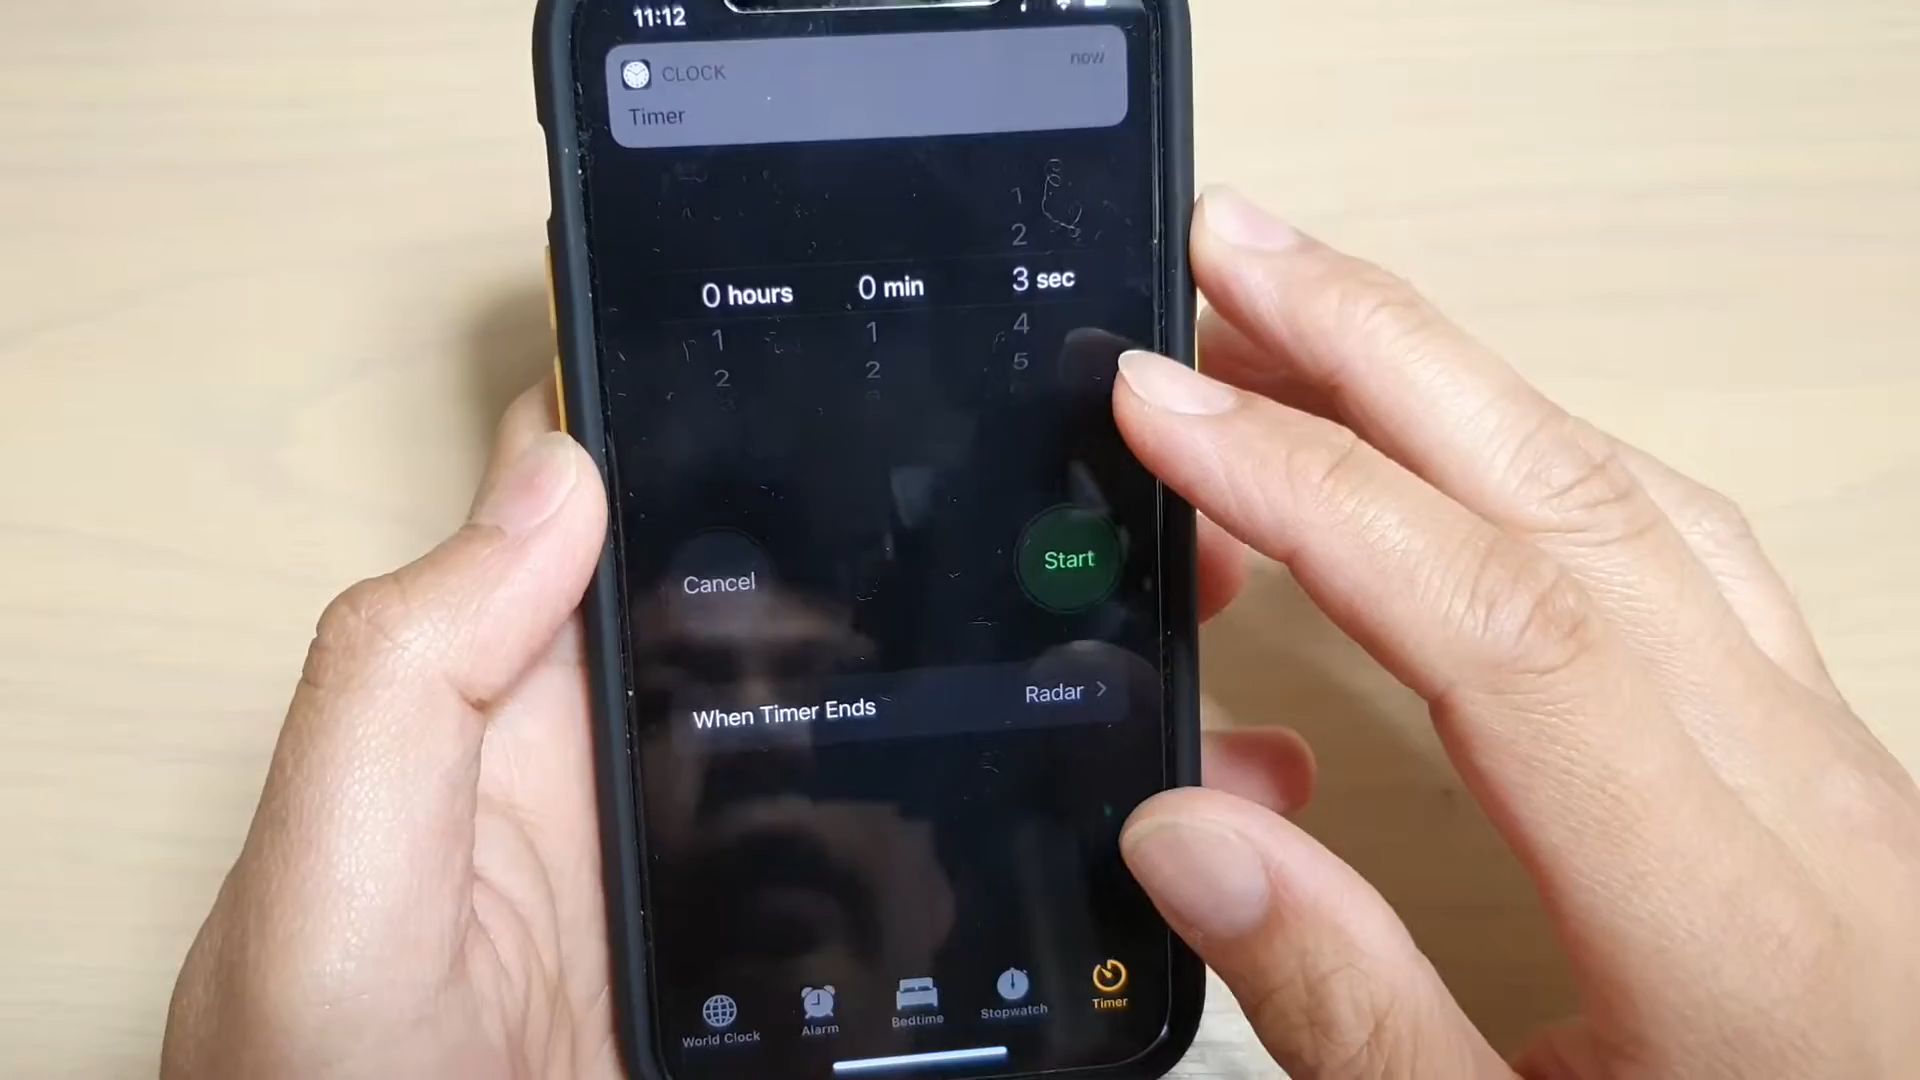 11:12
CLOCK
now
Timer
1
2
0 hours 0 min 3 sec
1 1 4
2 2 5
Cancel
Start
When Timer Ends
Radar
World Clock
Alarm
Bedtime
Stopwatch
Timer